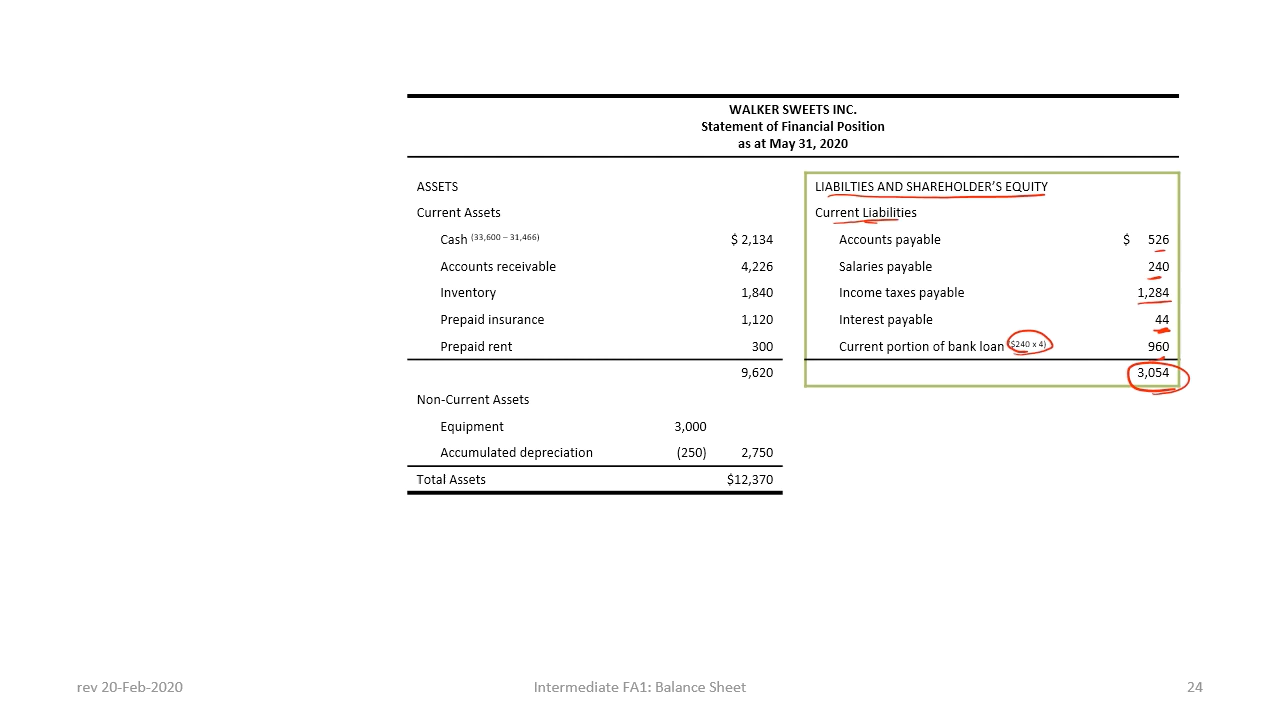 WALKER SWEETS INC.
Statement of Financial Position
as at May 31, 2020
ASSETS
Current Assets
Cash (33,600 – 31,466) $ 2,134
Accounts receivable 4,226
Inventory 1,840
Prepaid insurance 1,120
Prepaid rent 300
9,620
Non-Current Assets
Equipment 3,000
Accumulated depreciation (250) 2,750
Total Assets $12,370
LIABILTIES AND SHAREHOLDER'S EQUITY
Current Liabilities
Accounts payable $ 526
Salaries payable 240
Income taxes payable 1,284
Interest payable 44
Current portion of bank loan ($240 x 4) 960
3,054
rev 20-Feb-2020
Intermediate FA1: Balance Sheet
24